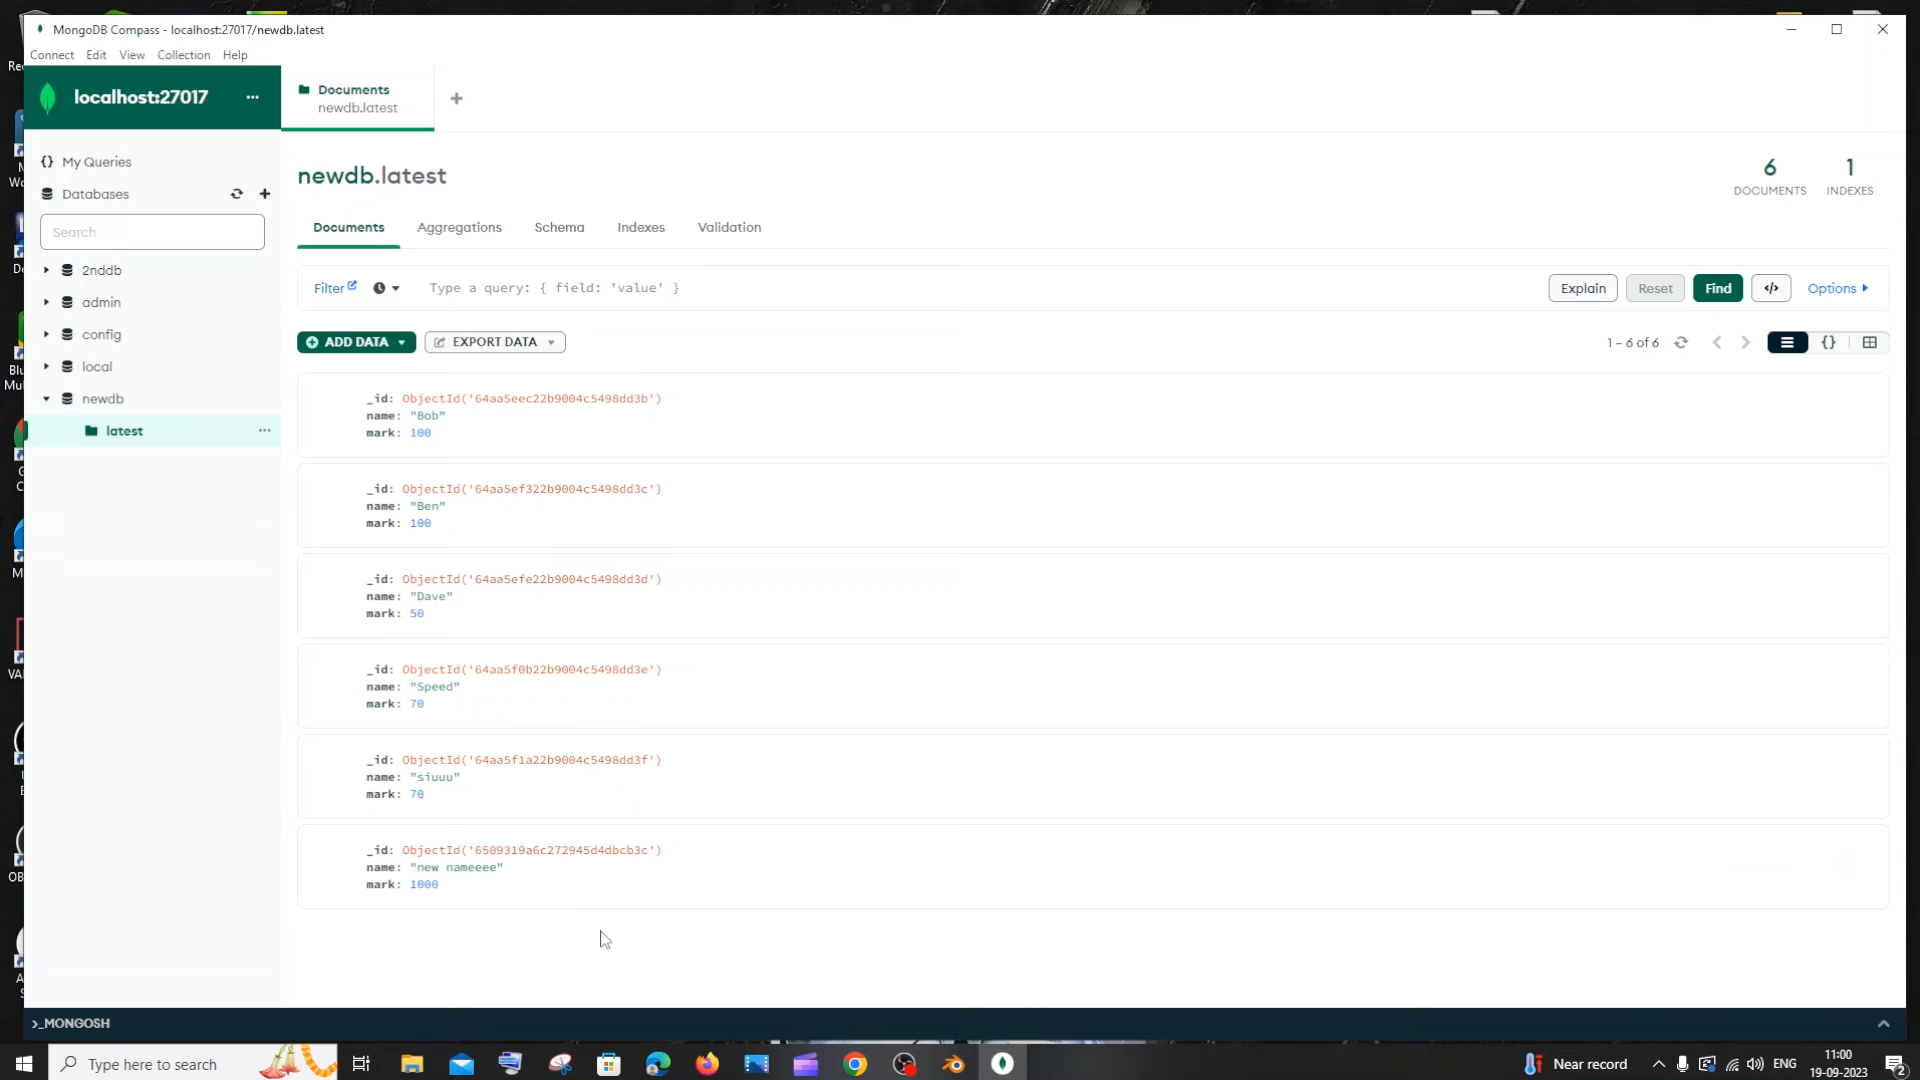 MongoDB Compass - localhost:27017/newdb.latest
Connect Edit View Collection Help
localhost:27017 ...
Documents
newdb.latest
{} My Queries
Databases
Search
2nddb
admin
config
local
newdb
latest ...
newdb.latest
6
DOCUMENTS
1
INDEXES
Documents Aggregations Schema Indexes Validation
Filter Type a query: { field: 'value' } Explain Reset Find </> Options
ADD DATA EXPORT DATA 1 – 6 of 6 {}
_id: ObjectId('64aa5eec22b9004c5498dd3b')
name: "Bob"
mark: 100
_id: ObjectId('64aa5ef322b9004c5498dd3c')
name: "Ben"
mark: 100
_id: ObjectId('64aa5efe22b9004c5498dd3d')
name: "Dave"
mark: 50
_id: ObjectId('64aa5f0b22b9004c5498dd3e')
name: "Speed"
mark: 70
_id: ObjectId('64aa5f1a22b9004c5498dd3f')
name: "siuuu"
mark: 70
_id: ObjectId('6509319a6c272945d4dbcb3c')
name: "new nameeee"
mark: 1000
>_MONGOSH
Type here to search
Near record
ENG
11:00
19-09-2023
2